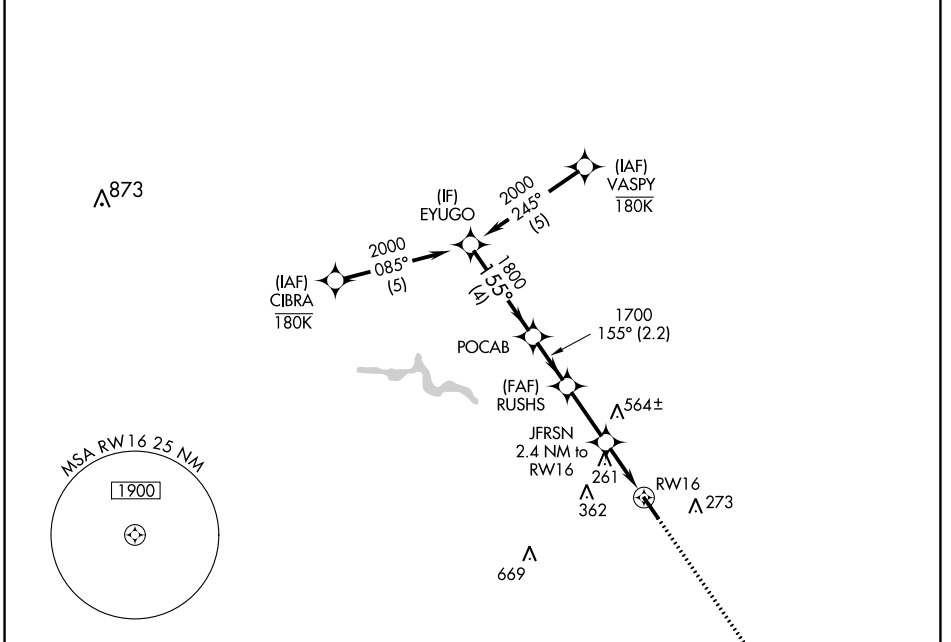 873
(IAF)
VASPY
180K
2000
245°
(5)
(IF)
EYUGO
2000
085°
(5)
(IAF)
CIBRA
180K
1800
155°
(4)
1700
155° (2.2)
POCAB
(FAF)
RUSHS
564±
JFRSN
2.4 NM to
RW16
261
362
RW16
273
669
MSA RW16 25 NM
1900